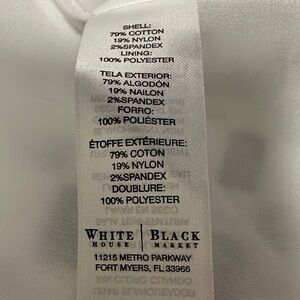 SHELL:
79% COTTON
19% NYLON
2%SPANDEX
LINING:
100% POLYESTER
TELA EXTERIOR:
79% ALGODÓN
19% NAILON
2%SPANDEX
FORRO:
100% POLIÉSTER
ÉTOFFE EXTÉRIEURE:
79% COTON
19% NYLON
2%SPANDEX
DOUBLURE:
100% POLYESTER
WHITE | BLACK
HOUSE | MARKET
11215 METRO PARKWAY
FORT MYERS, FL 33966